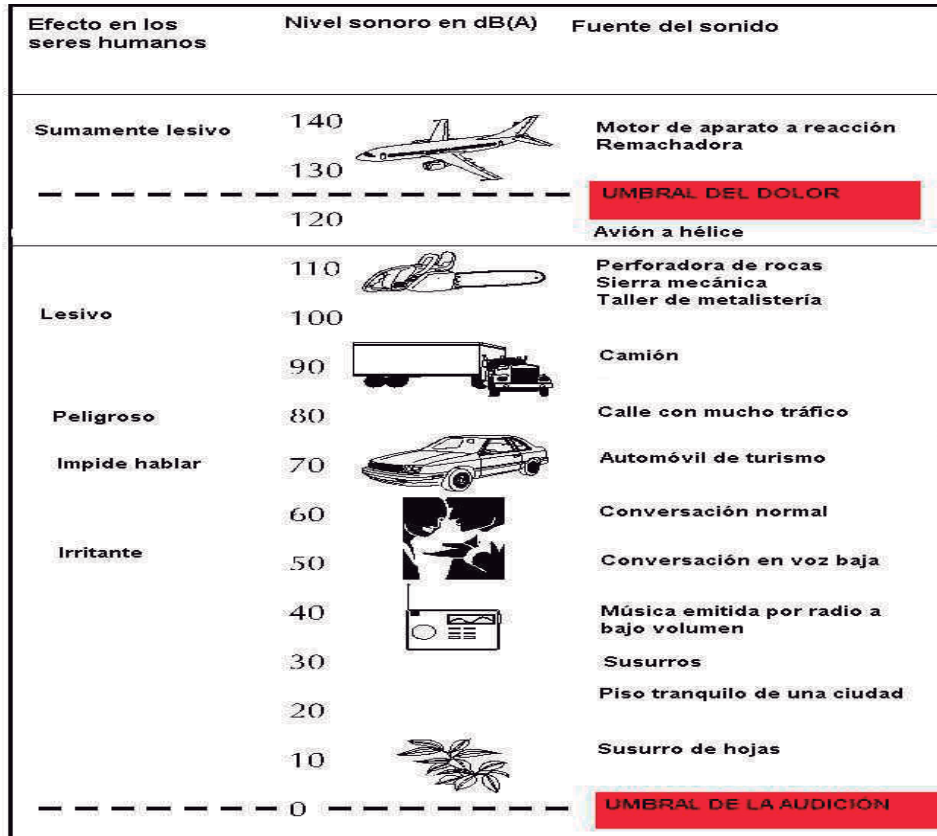 Efecto en los
seres humanos
Nivel sonoro en dB(A)
Fuente del sonido
Sumamente lesivo
140
Motor de aparato a reacción
Remachadora
130
UMBRAL DEL DOLOR
120
Avión a hélice
110
Perforadora de rocas
Sierra mecánica
Taller de metalistería
Lesivo
100
90
Camión
Peligroso
80
Calle con mucho tráfico
Impide hablar
70
Automóvil de turismo
60
Conversación normal
Irritante
50
Conversación en voz baja
40
Música emitida por radio a
bajo volumen
30
Susurros
Piso tranquilo de una ciudad
20
10
Susurro de hojas
0
UMBRAL DE LA AUDICIÓN